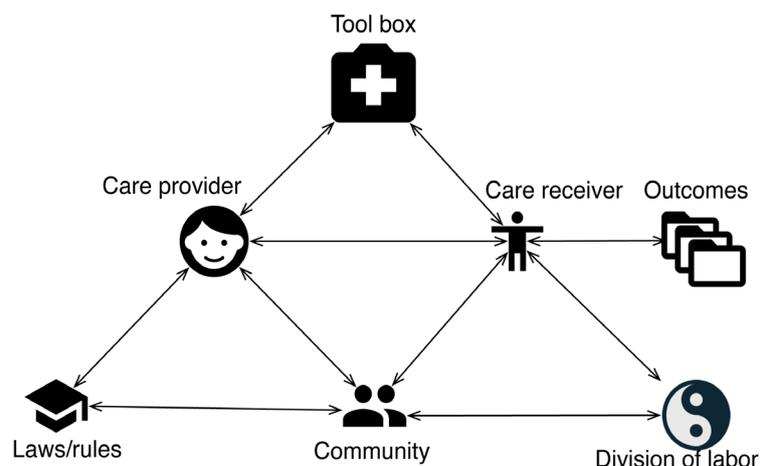 Tool box
Care provider
Care receiver
Outcomes
Laws/rules
Community
Division of labor